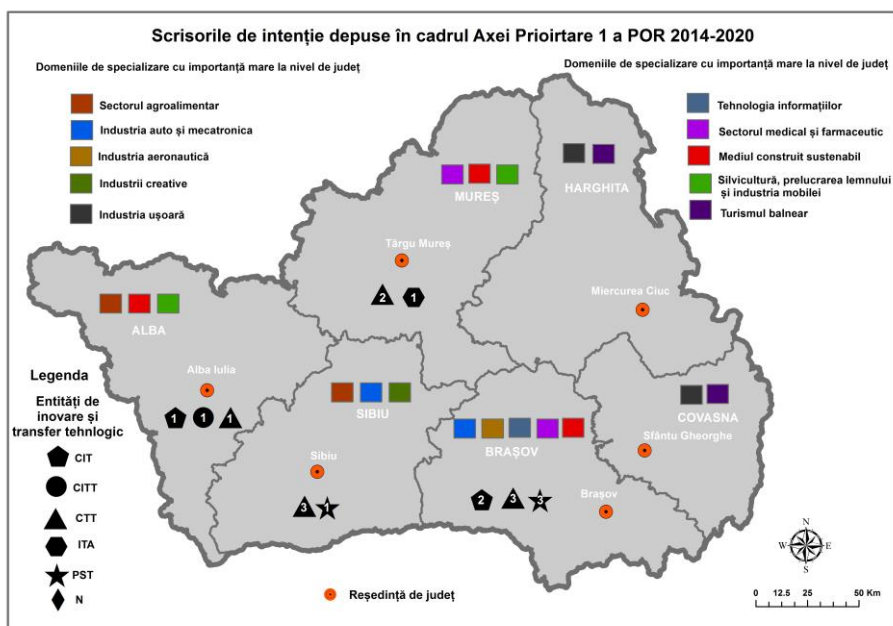 Scrisorile de intenție depuse în cadrul Axei Prioirtare 1 a POR 2014-2020
Domeniile de specializare cu importanță mare la nivel de județ
Sectorul agroalimentar
Industria auto și mecatronica
Industria aeronautică
Industrii creative
Industria ușoară
Domeniile de specializare cu importanță mare la nivel de județ
Tehnologia informațiilor
Sectorul medical și farmaceutic
Mediul construit sustenabil
Silvicultură, prelucrarea lemnului
și industria mobilei
Turismul balnear
MUREȘ
HARGHITA
Târgu Mureș
2 1
Miercurea Ciuc
ALBA
Alba Iulia
1 1 1
SIBIU
Sibiu
3 1
BRAȘOV
2 3 3
Brașov
COVASNA
Sfântu Gheorghe
Legenda
Entități de
inovare și
transfer tehnlogic
CIT
CITT
CTT
ITA
PST
N
Reședință de județ
N
W E
S
0 12.5 25 50 Km